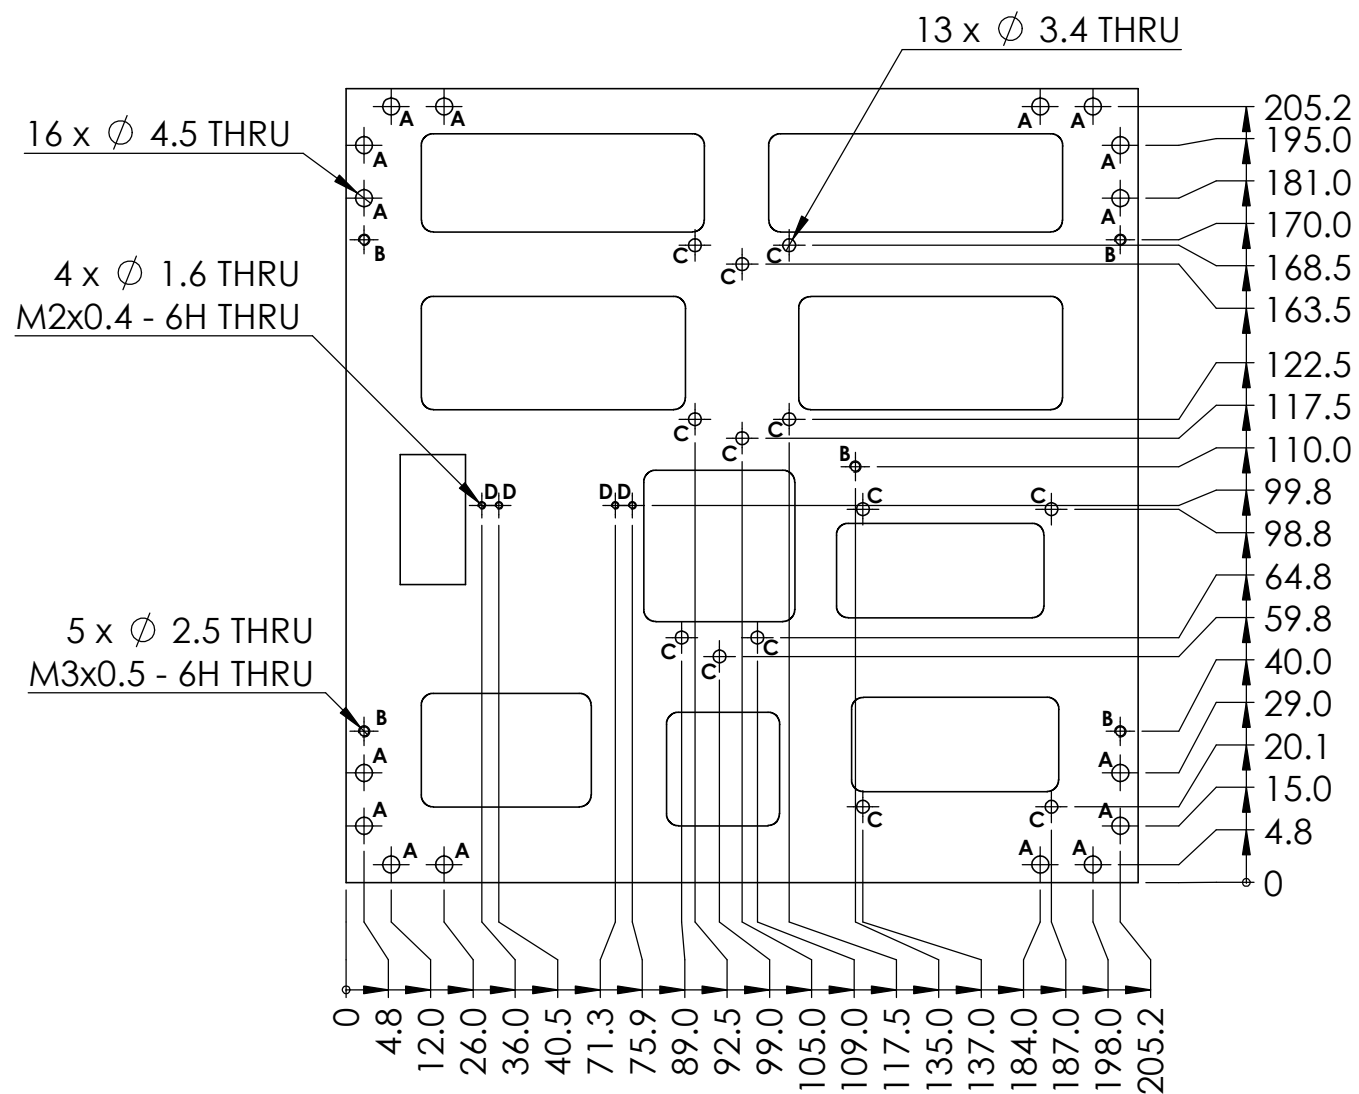 13 x ∅ 3.4 THRU
16 x ∅ 4.5 THRU
4 x ∅ 1.6 THRU
M2x0.4 - 6H THRU
5 x ∅ 2.5 THRU
M3x0.5 - 6H THRU
A A A A
A A
A A
B B
C C
C
C C
C
B
D D D D
C C
C C
C
B B
A A
A A
C C
A A A A
205.2
195.0
181.0
170.0
168.5
163.5
122.5
117.5
110.0
99.8
98.8
64.8
59.8
40.0
29.0
20.1
15.0
4.8
0
0
4.8
12.0
26.0
36.0
40.5
71.3
75.9
89.0
92.5
99.0
105.0
109.0
117.5
135.0
137.0
184.0
187.0
198.0
205.2